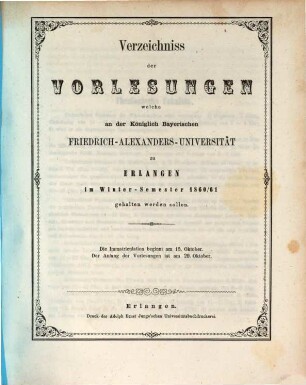 Verzeichniss
der
VORLESUNGEN
welche
an der Königlich Bayerischen
FRIEDRICH-ALEXANDERS-UNIVERSITÄT
zu
ERLANGEN
im Winter-Semester 1860/61
gehalten werden sollen.
Die Immatriculation beginnt am 19. Oktober.
Der Anfang der Vorlesungen ist am 29. Oktober.
Erlangen.
Druck der Adolph Ernst Junge'schen Universitätsbuchdruckerei.